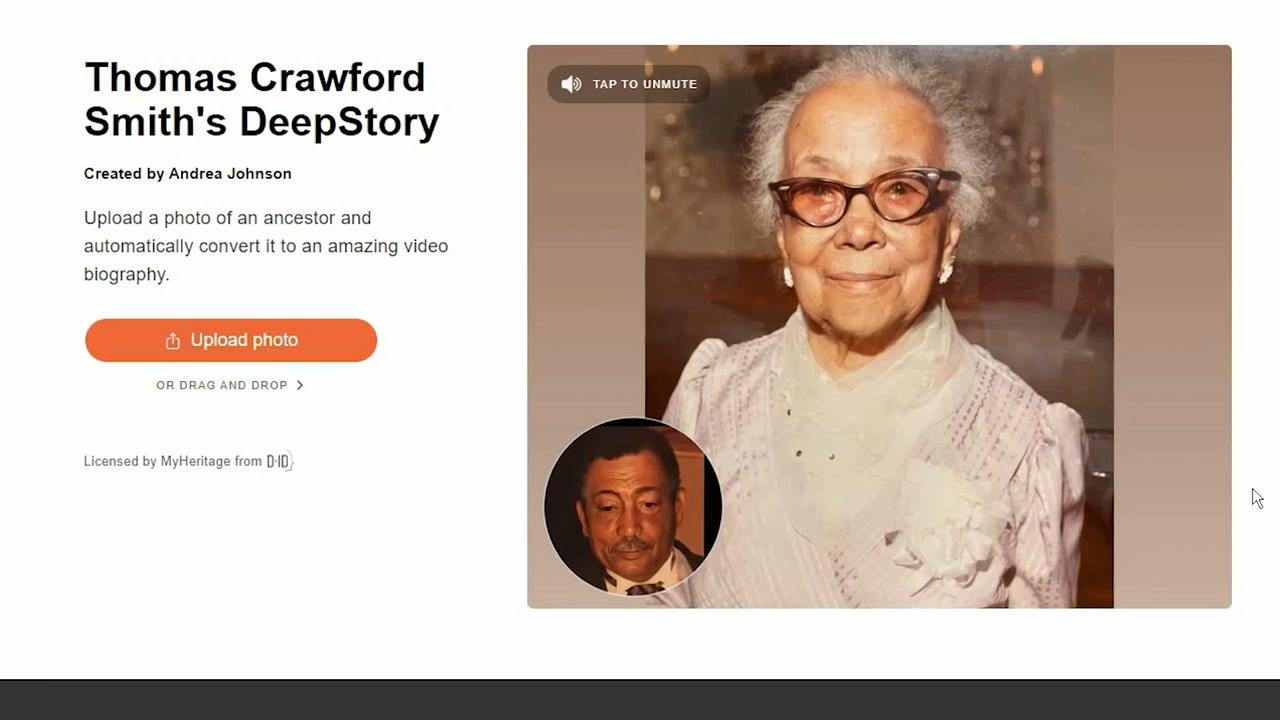 Thomas Crawford
Smith's DeepStory
Created by Andrea Johnson
Upload a photo of an ancestor and
automatically convert it to an amazing video
biography.
Upload photo
OR DRAG AND DROP
Licensed by MyHeritage from D-ID
TAP TO UNMUTE